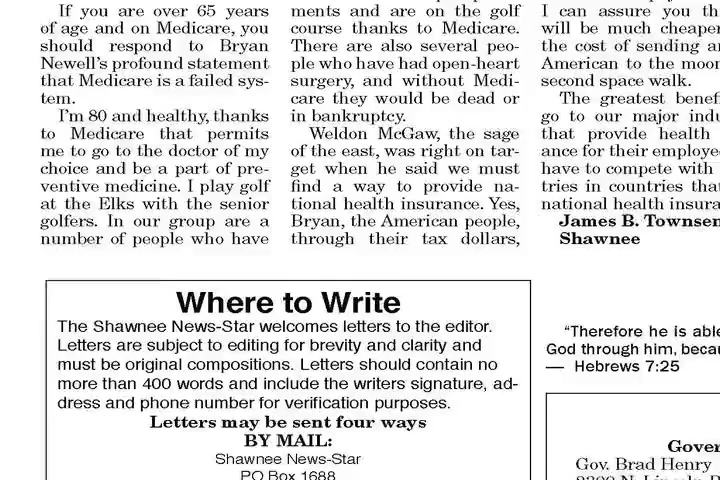 If you are over 65 years
of age and on Medicare, you
should respond to Bryan
Newell's profound statement
that Medicare is a failed sys-
tem.
I'm 80 and healthy, thanks
to Medicare that permits
me to go to the doctor of my
choice and be a part of pre-
ventive medicine. I play golf
at the Elks with the senior
golfers. In our group are a
number of people who have
ments and are on the golf
course thanks to Medicare.
There are also several peo-
ple who have had open-heart
surgery, and without Medi-
care they would be dead or
in bankruptcy.
Weldon McGaw, the sage
of the east, was right on tar-
get when he said we must
find a way to provide na-
tional health insurance. Yes,
Bryan, the American people,
through their tax dollars,
I can assure you
will be much cheaper
the cost of sending
American to the moon
second space walk.
The greatest
go to our major
that provide health
ance for their
have to compete with
tries in countries
national health
James B.
Shawnee
Where to Write
The Shawnee News-Star welcomes letters to the editor.
Letters are subject to editing for brevity and clarity and
must be original compositions. Letters should contain no
more than 400 words and include the writers signature, ad-
dress and phone number for verification purposes.
Letters may be sent four ways
BY MAIL:
Shawnee News-Star
PO Box 1688
"Therefore he is able
God through him,
— Hebrews 7:25
Gov. Brad Henry